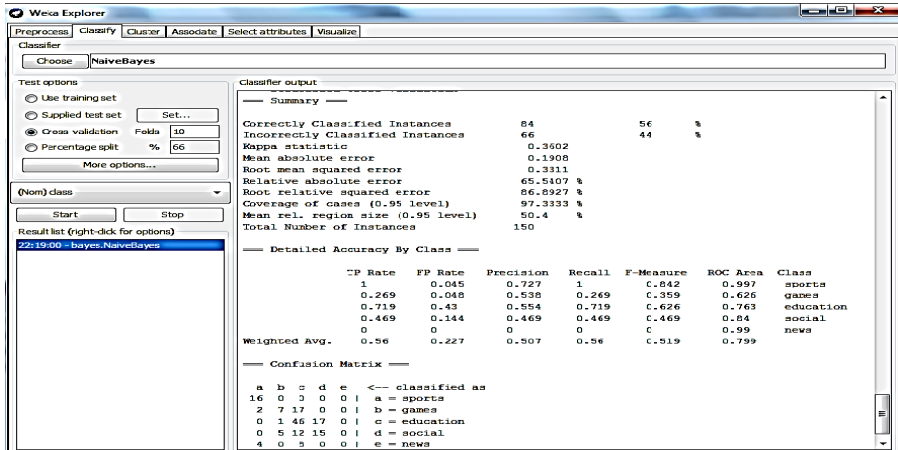 Weka Explorer
Preprocess Classify Cluster Associate Select attributes Visualize
Classifier
Choose NaiveBayes
Test options
Use training set
Supplied test set Set...
Cross validation Folds 10
Percentage split % 66
More options...
(Nom) class
Start Stop
Result list (right-click for options)
22:19:00 - bayes.NaiveBayes
Classifier output
=== Summary ===
Correctly Classified Instances 84 56 %
Incorrectly Classified Instances 66 44 %
Kappa statistic 0.3602
Mean absolute error 0.1908
Root mean squared error 0.3311
Relative absolute error 65.5407 %
Root relative squared error 86.8927 %
Coverage of cases (0.95 level) 97.3333 %
Mean rel. region size (0.95 level) 50.4 %
Total Number of Instances 150
=== Detailed Accuracy By Class ===
TP Rate FP Rate Precision Recall F-Measure ROC Area Class
1 0.045 0.727 1 0.842 0.997 sports
0.269 0.048 0.538 0.269 0.359 0.626 games
0.719 0.43 0.554 0.719 0.626 0.763 education
0.469 0.144 0.469 0.469 0.469 0.84 social
0 0 0 0 0 0.99 news
Weighted Avg. 0.56 0.227 0.507 0.56 0.519 0.799
=== Confusion Matrix ===
a b c d e <-- classified as
16 0 0 0 0 | a = sports
2 7 17 0 0 | b = games
0 1 46 17 0 | c = education
0 5 12 15 0 | d = social
4 0 8 0 0 | e = news